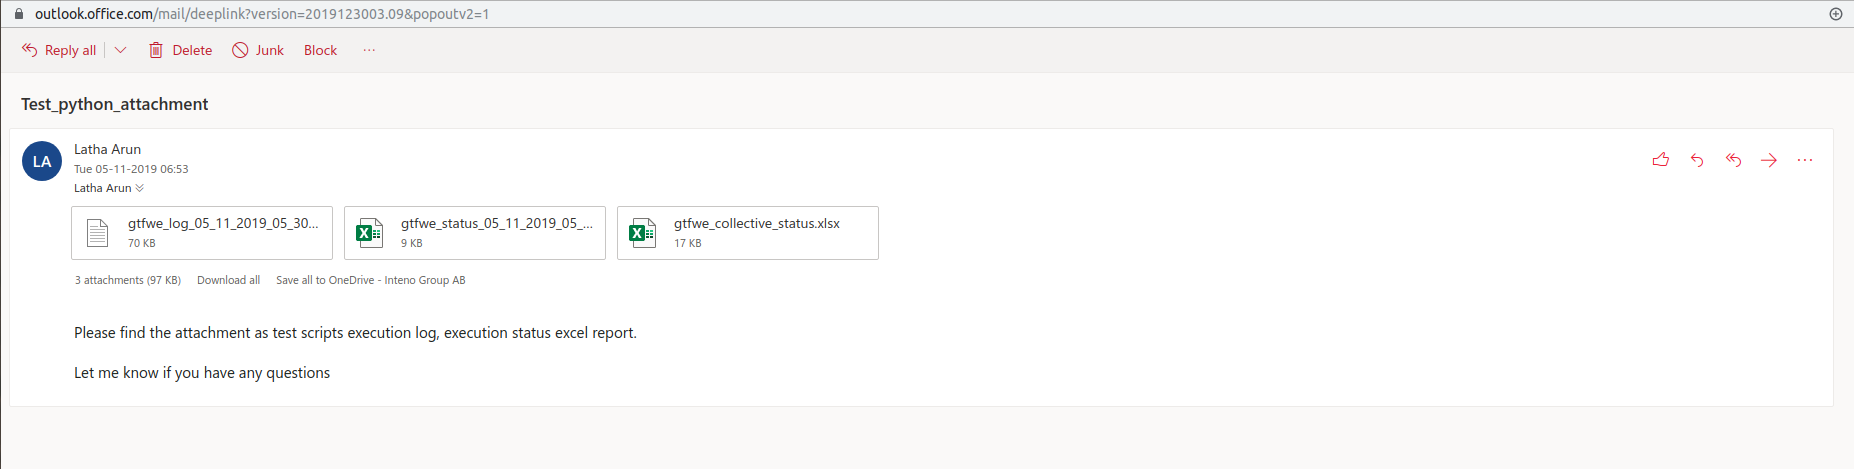 outlook.office.com/mail/deeplink?version=2019123003.09&popoutv2=1
Reply all Delete Junk Block ...
Test_python_attachment
LA
Latha Arun
Tue 05-11-2019 06:53
Latha Arun
gtfwe_log_05_11_2019_05_30... gtfwe_status_05_11_2019_05_... gtfwe_collective_status.xlsx
70 KB 9 KB 17 KB
3 attachments (97 KB) Download all Save all to OneDrive - Inteno Group AB
Please find the attachment as test scripts execution log, execution status excel report.
Let me know if you have any questions